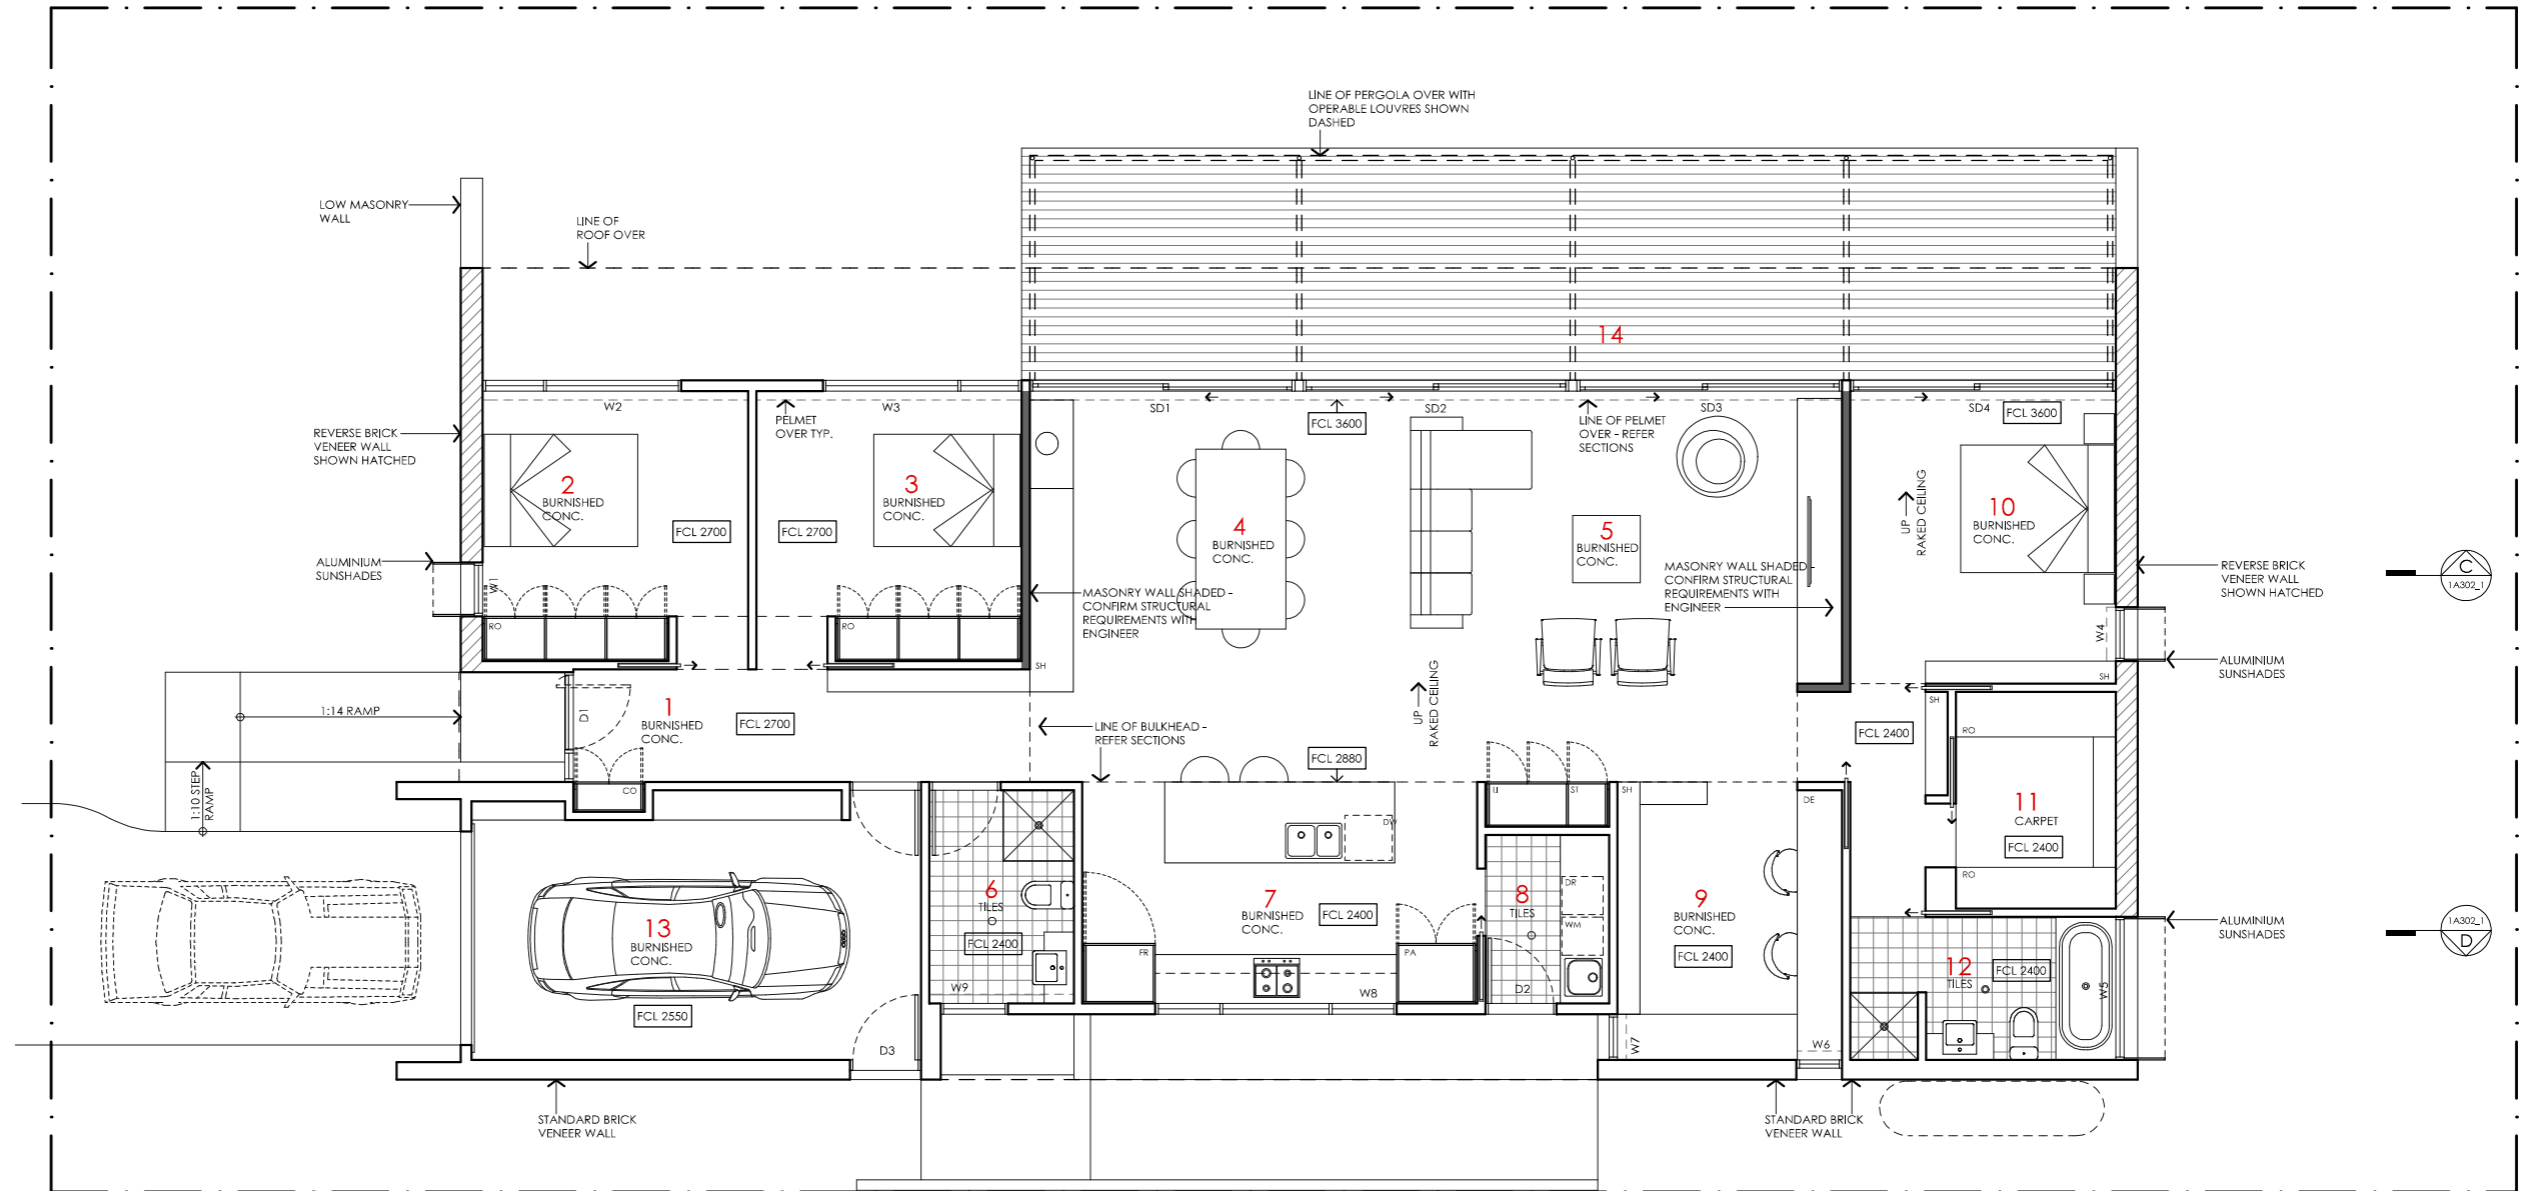 LINE OF PERGOLA OVER WITH
OPERABLE LOUVRES SHOWN
DASHED
LOW MASONRY
WALL
LINE OF
ROOF OVER
14
W2
PELMET
OVER TYP.
W3
SD1
FCL 3600
SD2
LINE OF PELMET
OVER - REFER
SECTIONS
SD3
SD4
FCL 3600
REVERSE BRICK
VENEER WALL
SHOWN HATCHED
2
BURNISHED
CONC.
FCL 2700
FCL 2700
3
BURNISHED
CONC.
4
BURNISHED
CONC.
5
BURNISHED
CONC.
UP
RAKED CEILING
10
BURNISHED
CONC.
ALUMINIUM
SUNSHADES
W1
RO
RO
MASONRY WALL SHADED -
CONFIRM STRUCTURAL
REQUIREMENTS WITH
ENGINEER
MASONRY WALL SHADED -
CONFIRM STRUCTURAL
REQUIREMENTS WITH
ENGINEER
C
1A302_1
REVERSE BRICK
VENEER WALL
SHOWN HATCHED
W4
ALUMINIUM
SUNSHADES
SH
SH
SH
1:14 RAMP
D1
1
BURNISHED
CONC.
FCL 2700
LINE OF BULKHEAD -
REFER SECTIONS
UP
RAKED CEILING
FCL 2880
FCL 2400
RO
1:10 STEP
RAMP
CO
LI
ST
SH
DE
11
CARPET
FCL 2400
RO
DW
6
TILES
FCL 2400
7
BURNISHED
CONC.
FCL 2400
8
TILES
DR
WM
9
BURNISHED
CONC.
FCL 2400
13
BURNISHED
CONC.
FCL 2550
FR
PA
W9
W8
D2
D3
W7
W6
12
TILES
FCL 2400
W5
ALUMINIUM
SUNSHADES
1A302_1
D
STANDARD BRICK
VENEER WALL
STANDARD BRICK
VENEER WALL